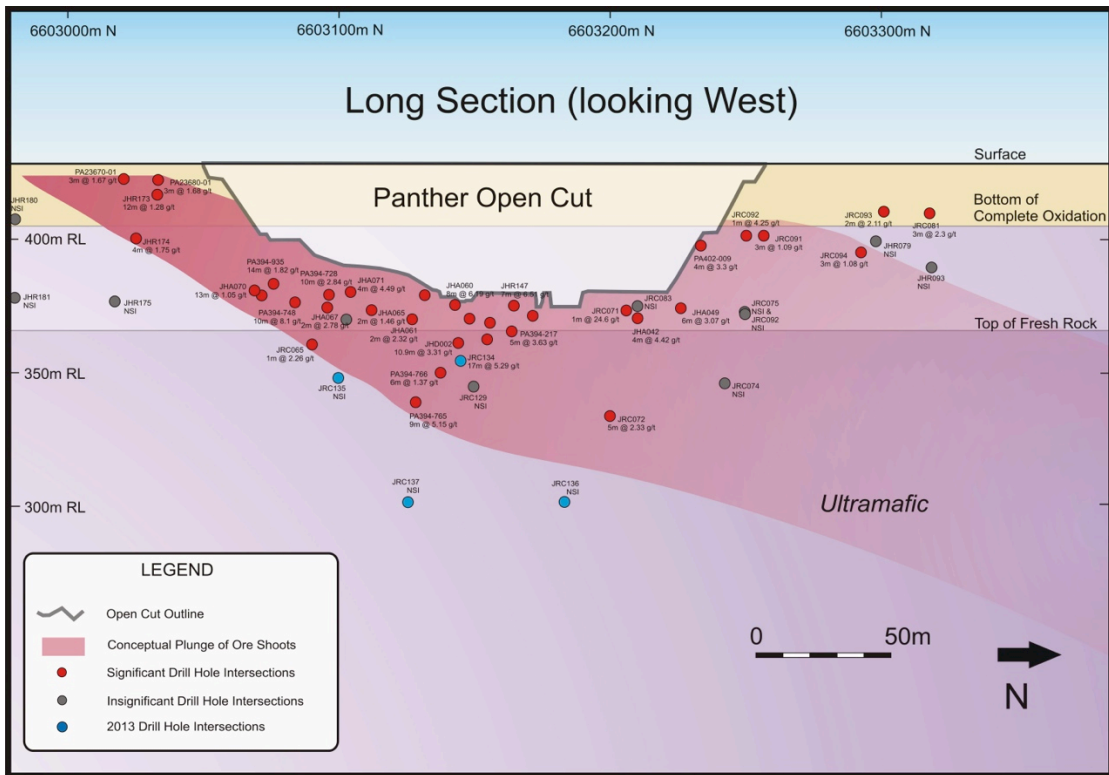 6603000m N
6603100m N
6603200m N
6603300m N
Long Section (looking West)
Surface
Panther Open Cut
Bottom of
Complete Oxidation
400m RL
Top of Fresh Rock
350m RL
300m RL
Ultramafic
PA23670-01
3m @ 1.67 g/t
PA23680-01
3m @ 1.68 g/t
JHR173
12m @ 1.28 g/t
JHR180
NSI
JHR174
4m @ 1.75 g/t
JHR181
NSI
JHR175
NSI
PA394-935
14m @ 1.82 g/t
JHA070
13m @ 1.05 g/t
PA394-748
10m @ 8.1 g/t
PA394-728
10m @ 2.84 g/t
JHA071
4m @ 4.49 g/t
JHA067
2m @ 2.78 g/t
JHA065
2m @ 1.46 g/t
JHA060
8m @ 6.79 g/t
JHR147
7m @ 6.51 g/t
JHA061
2m @ 2.32 g/t
JHD002
10.9m @ 3.31 g/t
PA394-217
5m @ 3.63 g/t
JRC134
17m @ 5.29 g/t
JRC065
1m @ 2.26 g/t
JRC135
NSI
PA394-766
6m @ 1.37 g/t
JRC129
NSI
PA394-765
9m @ 5.15 g/t
JRC137
NSI
JRC136
NSI
JRC072
5m @ 2.33 g/t
JRC071
1m @ 24.6 g/t
JRC083
NSI
JHA042
4m @ 4.42 g/t
JHA049
6m @ 3.07 g/t
PA402-009
4m @ 3.3 g/t
JRC092
1m @ 4.25 g/t
JRC091
3m @ 1.09 g/t
JRC075
NSI &
JRC092
NSI
JRC074
NSI
JRC093
2m @ 2.11 g/t
JRC081
3m @ 2.3 g/t
JRC094
3m @ 1.08 g/t
JHR079
NSI
JHR093
NSI
LEGEND
Open Cut Outline
Conceptual Plunge of Ore Shoots
Significant Drill Hole Intersections
Insignificant Drill Hole Intersections
2013 Drill Hole Intersections
0
50m
N